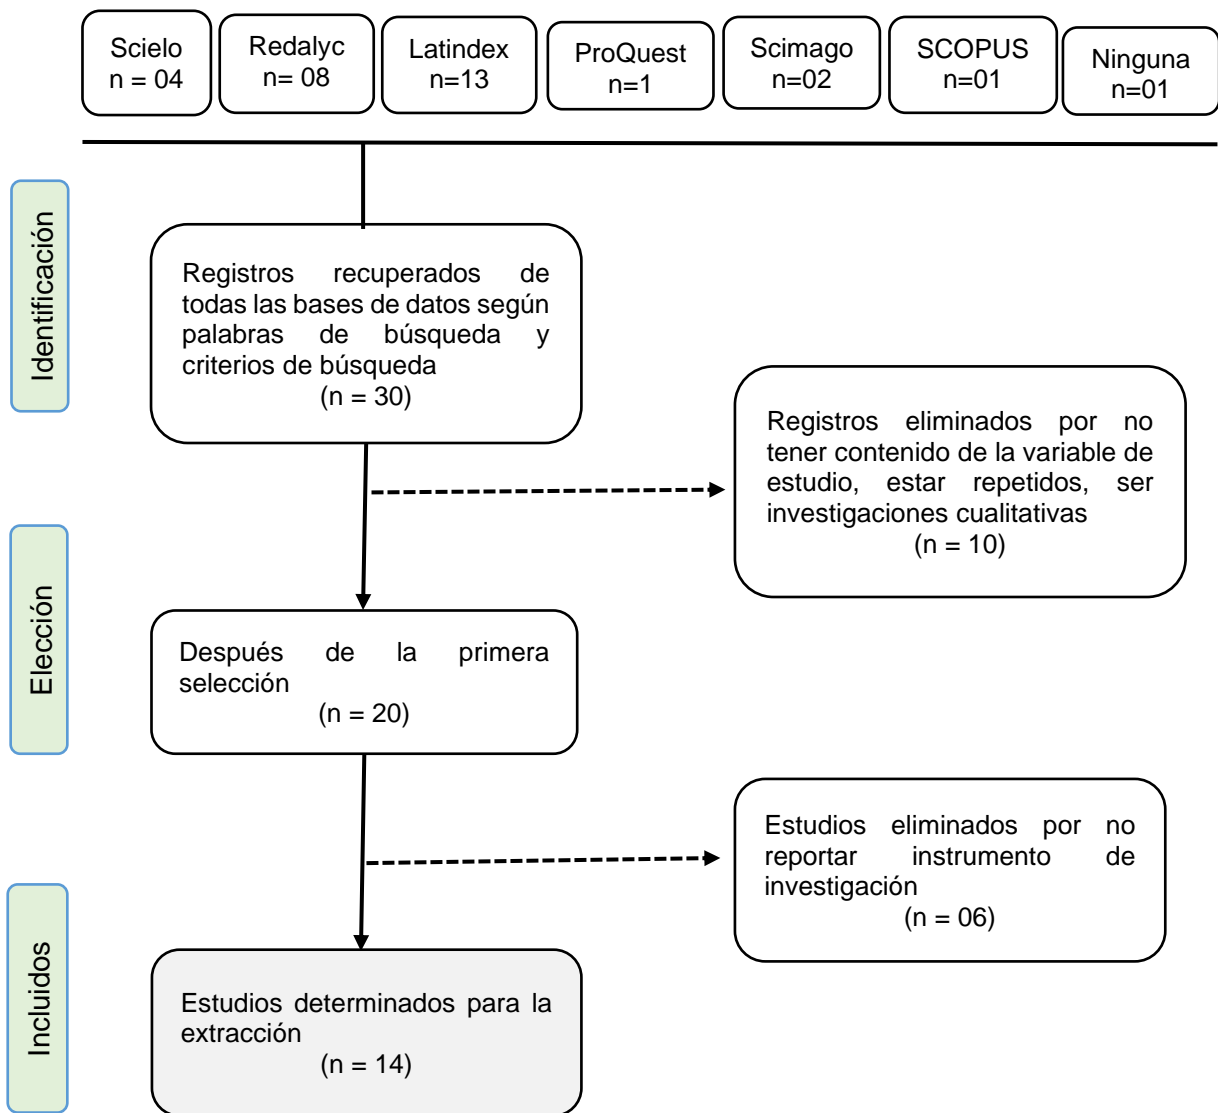 Scielo
n = 04
Redalyc
n= 08
Latindex
n=13
ProQuest
n=1
Scimago
n=02
SCOPUS
n=01
Ninguna
n=01
Identificación
Registros recuperados de
todas las bases de datos según
palabras de búsqueda y
criterios de búsqueda
(n = 30)
Registros eliminados por no
tener contenido de la variable de
estudio, estar repetidos, ser
investigaciones cualitativas
(n = 10)
Elección
Después de la primera
selección
(n = 20)
Estudios eliminados por no
reportar instrumento de
investigación
(n = 06)
Incluidos
Estudios determinados para la
extracción
(n = 14)